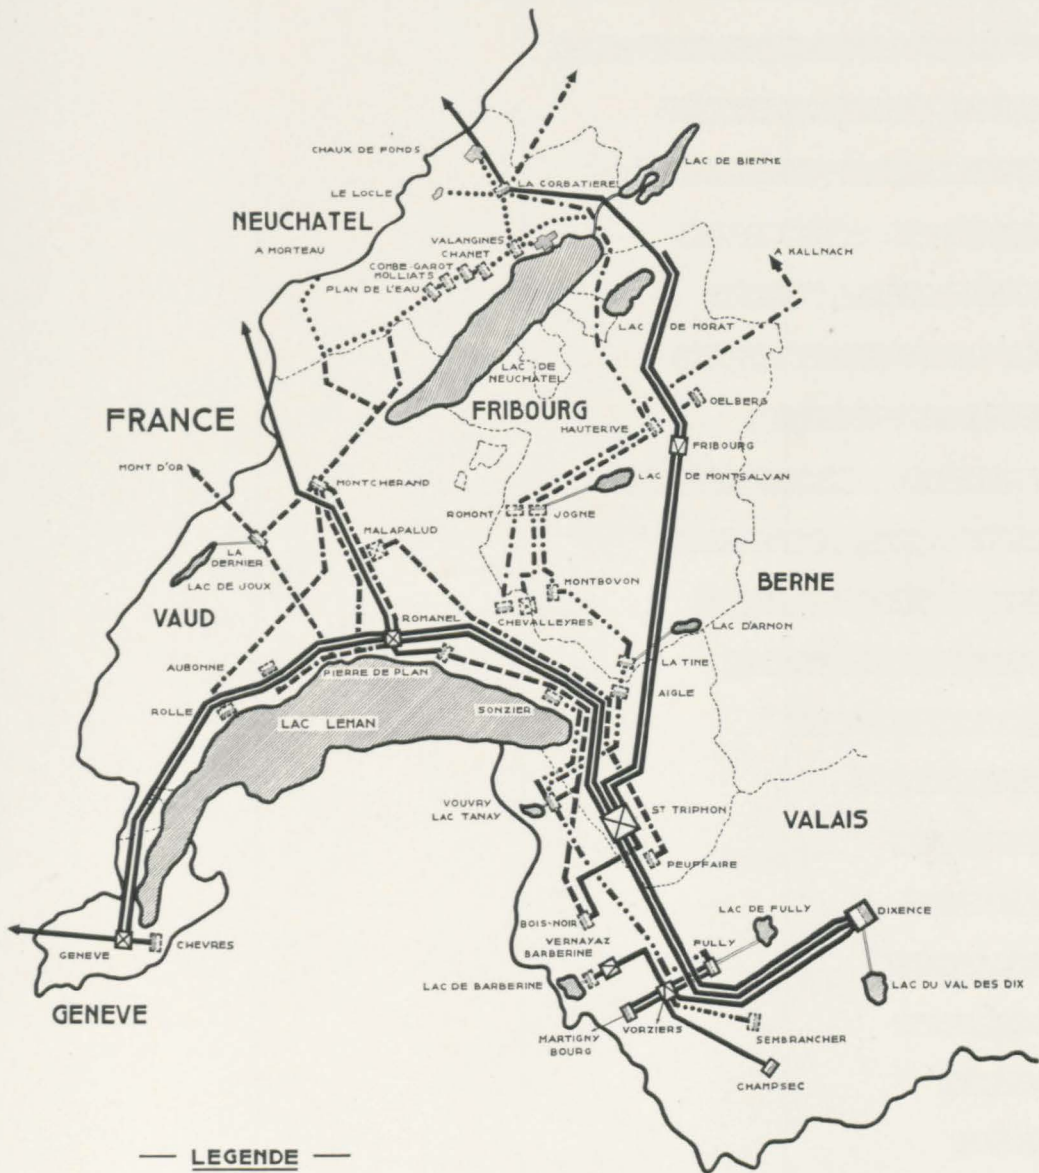 CHAUX DE FONDS
LAC DE BIENNE
LE LOCLE
LA CORBATIERE
NEUCHATEL
A MORTEAU
VALANGINES
CHANET
COMBE-GAROT
MOLLIATS
PLAN DE L'EAU
A KALLNACH
LAC DE MORAT
LAC DE
NEUCHATEL
FRIBOURG
OELBERG
HAUTERIVE
FRIBOURG
FRANCE
MONT D'OR
MONTCHERAND
LAC DE MONTSALVAN
ROMONT
JOGNE
MALAPALUD
LA
DERNIER
LAC DE JOUX
MONTBOVON
BERNE
VAUD
CHEVALLEYRES
ROMANEL
LAC D'ARNON
LA TINE
AUBONNE
PIERRE DE PLAN
AIGLE
ROLLE
LAC LEMAN
SONZIER
VOUVRY
LAC TANAY
ST TRIPHON
VALAIS
PEUFFAIRE
BOIS-NOIR
LAC DE FULLY
DIXENCE
GENEVE
CHEVRES
VERNAYAZ
BARBERINE
FULLY
LAC DE BARBERINE
LAC DU VAL DES DIX
GENEVE
MARTIGNY
BOURG
VORZIERS
SEMBRANCHER
CHAMPSEC
— LEGENDE —